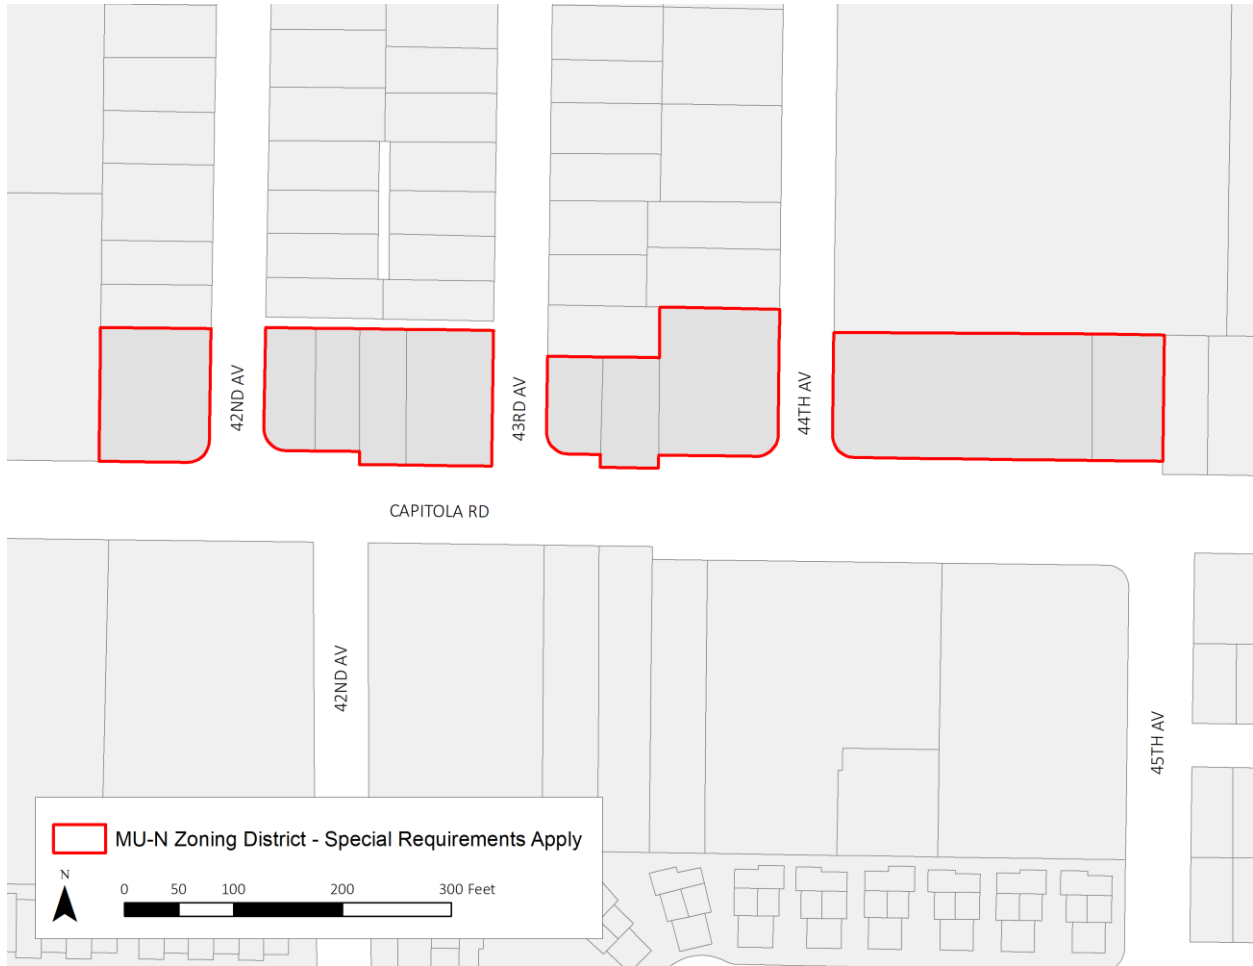 42ND AV
43RD AV
44TH AV
CAPITOLA RD
42ND AV
45TH AV
MU-N Zoning District - Special Requirements Apply
N
0 50 100 200 300 Feet